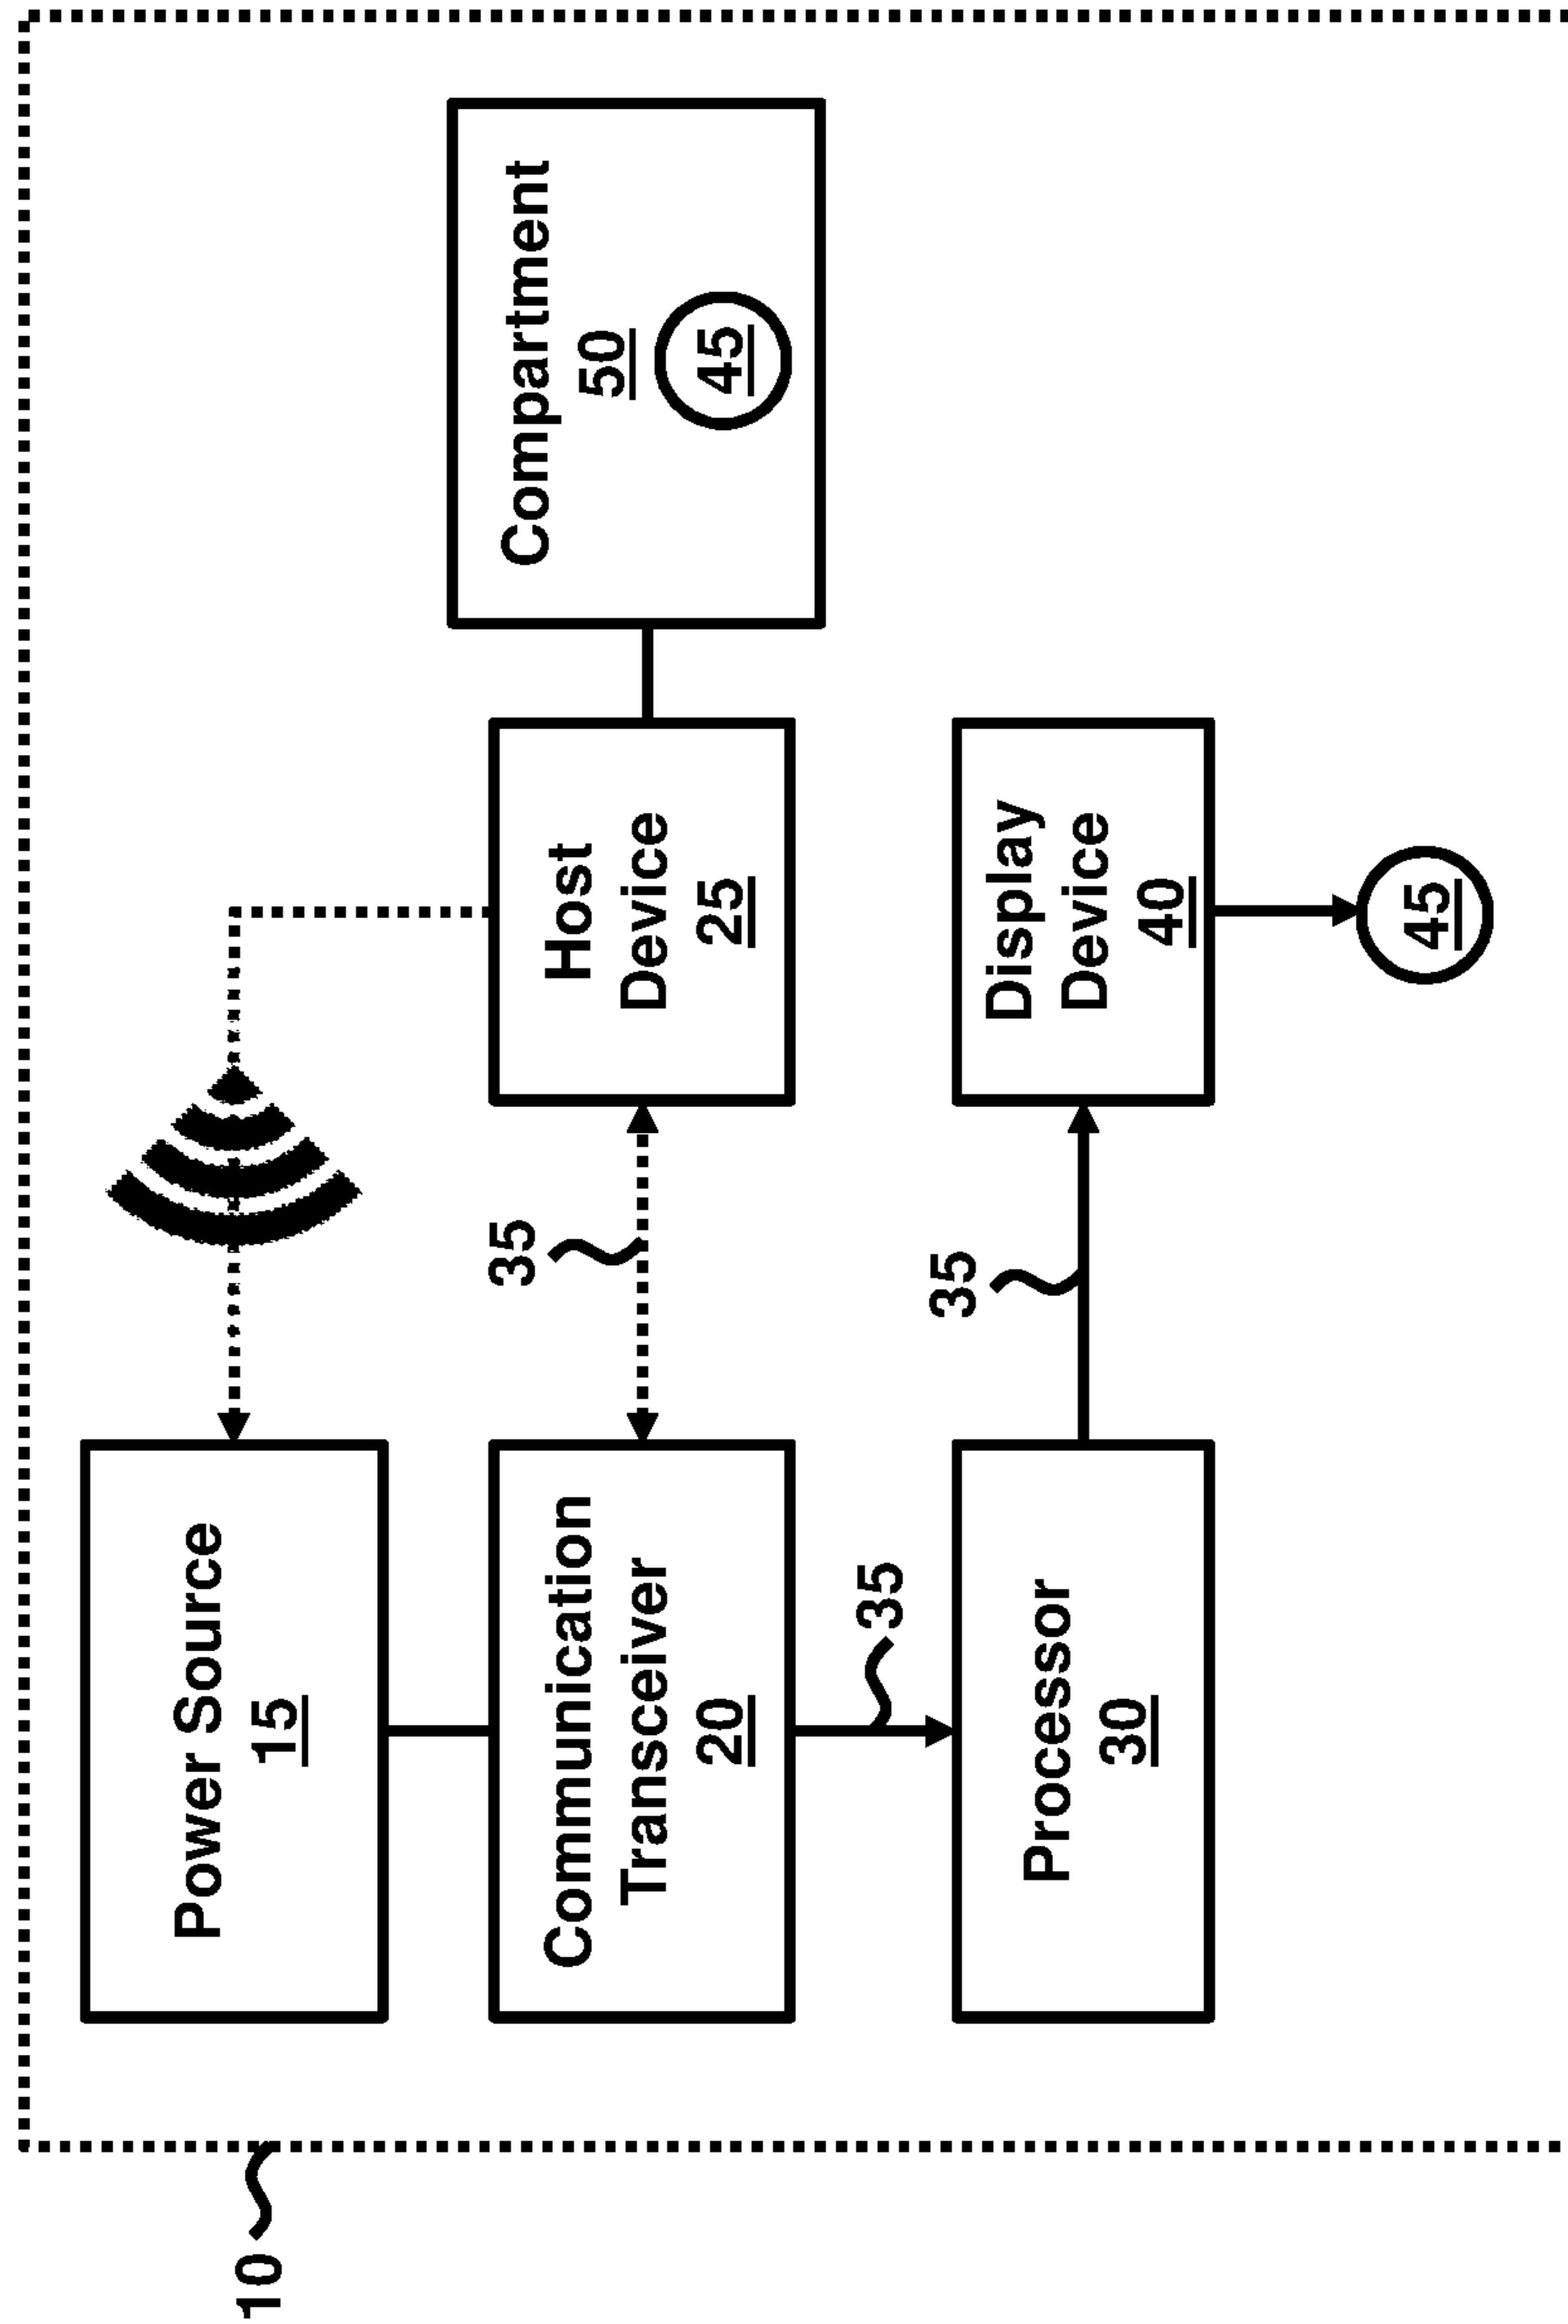 10
Power Source
15
Communication
Transceiver
20
35
Host
Device
25
Compartment
50
45
35
Processor
30
35
Display
Device
40
45